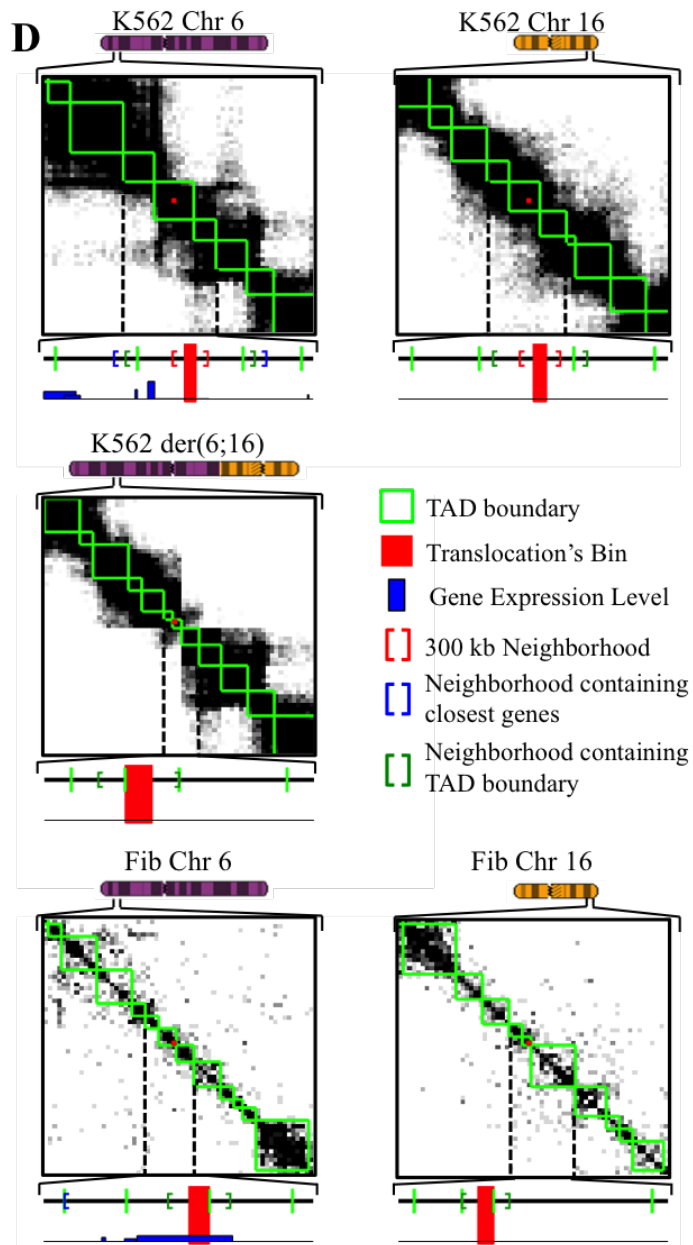 D
K562 Chr 6
K562 Chr 16
K562 der(6;16)
TAD boundary
Translocation's Bin
Gene Expression Level
300 kb Neighborhood
Neighborhood containing
closest genes
Neighborhood containing
TAD boundary
Fib Chr 6
Fib Chr 16